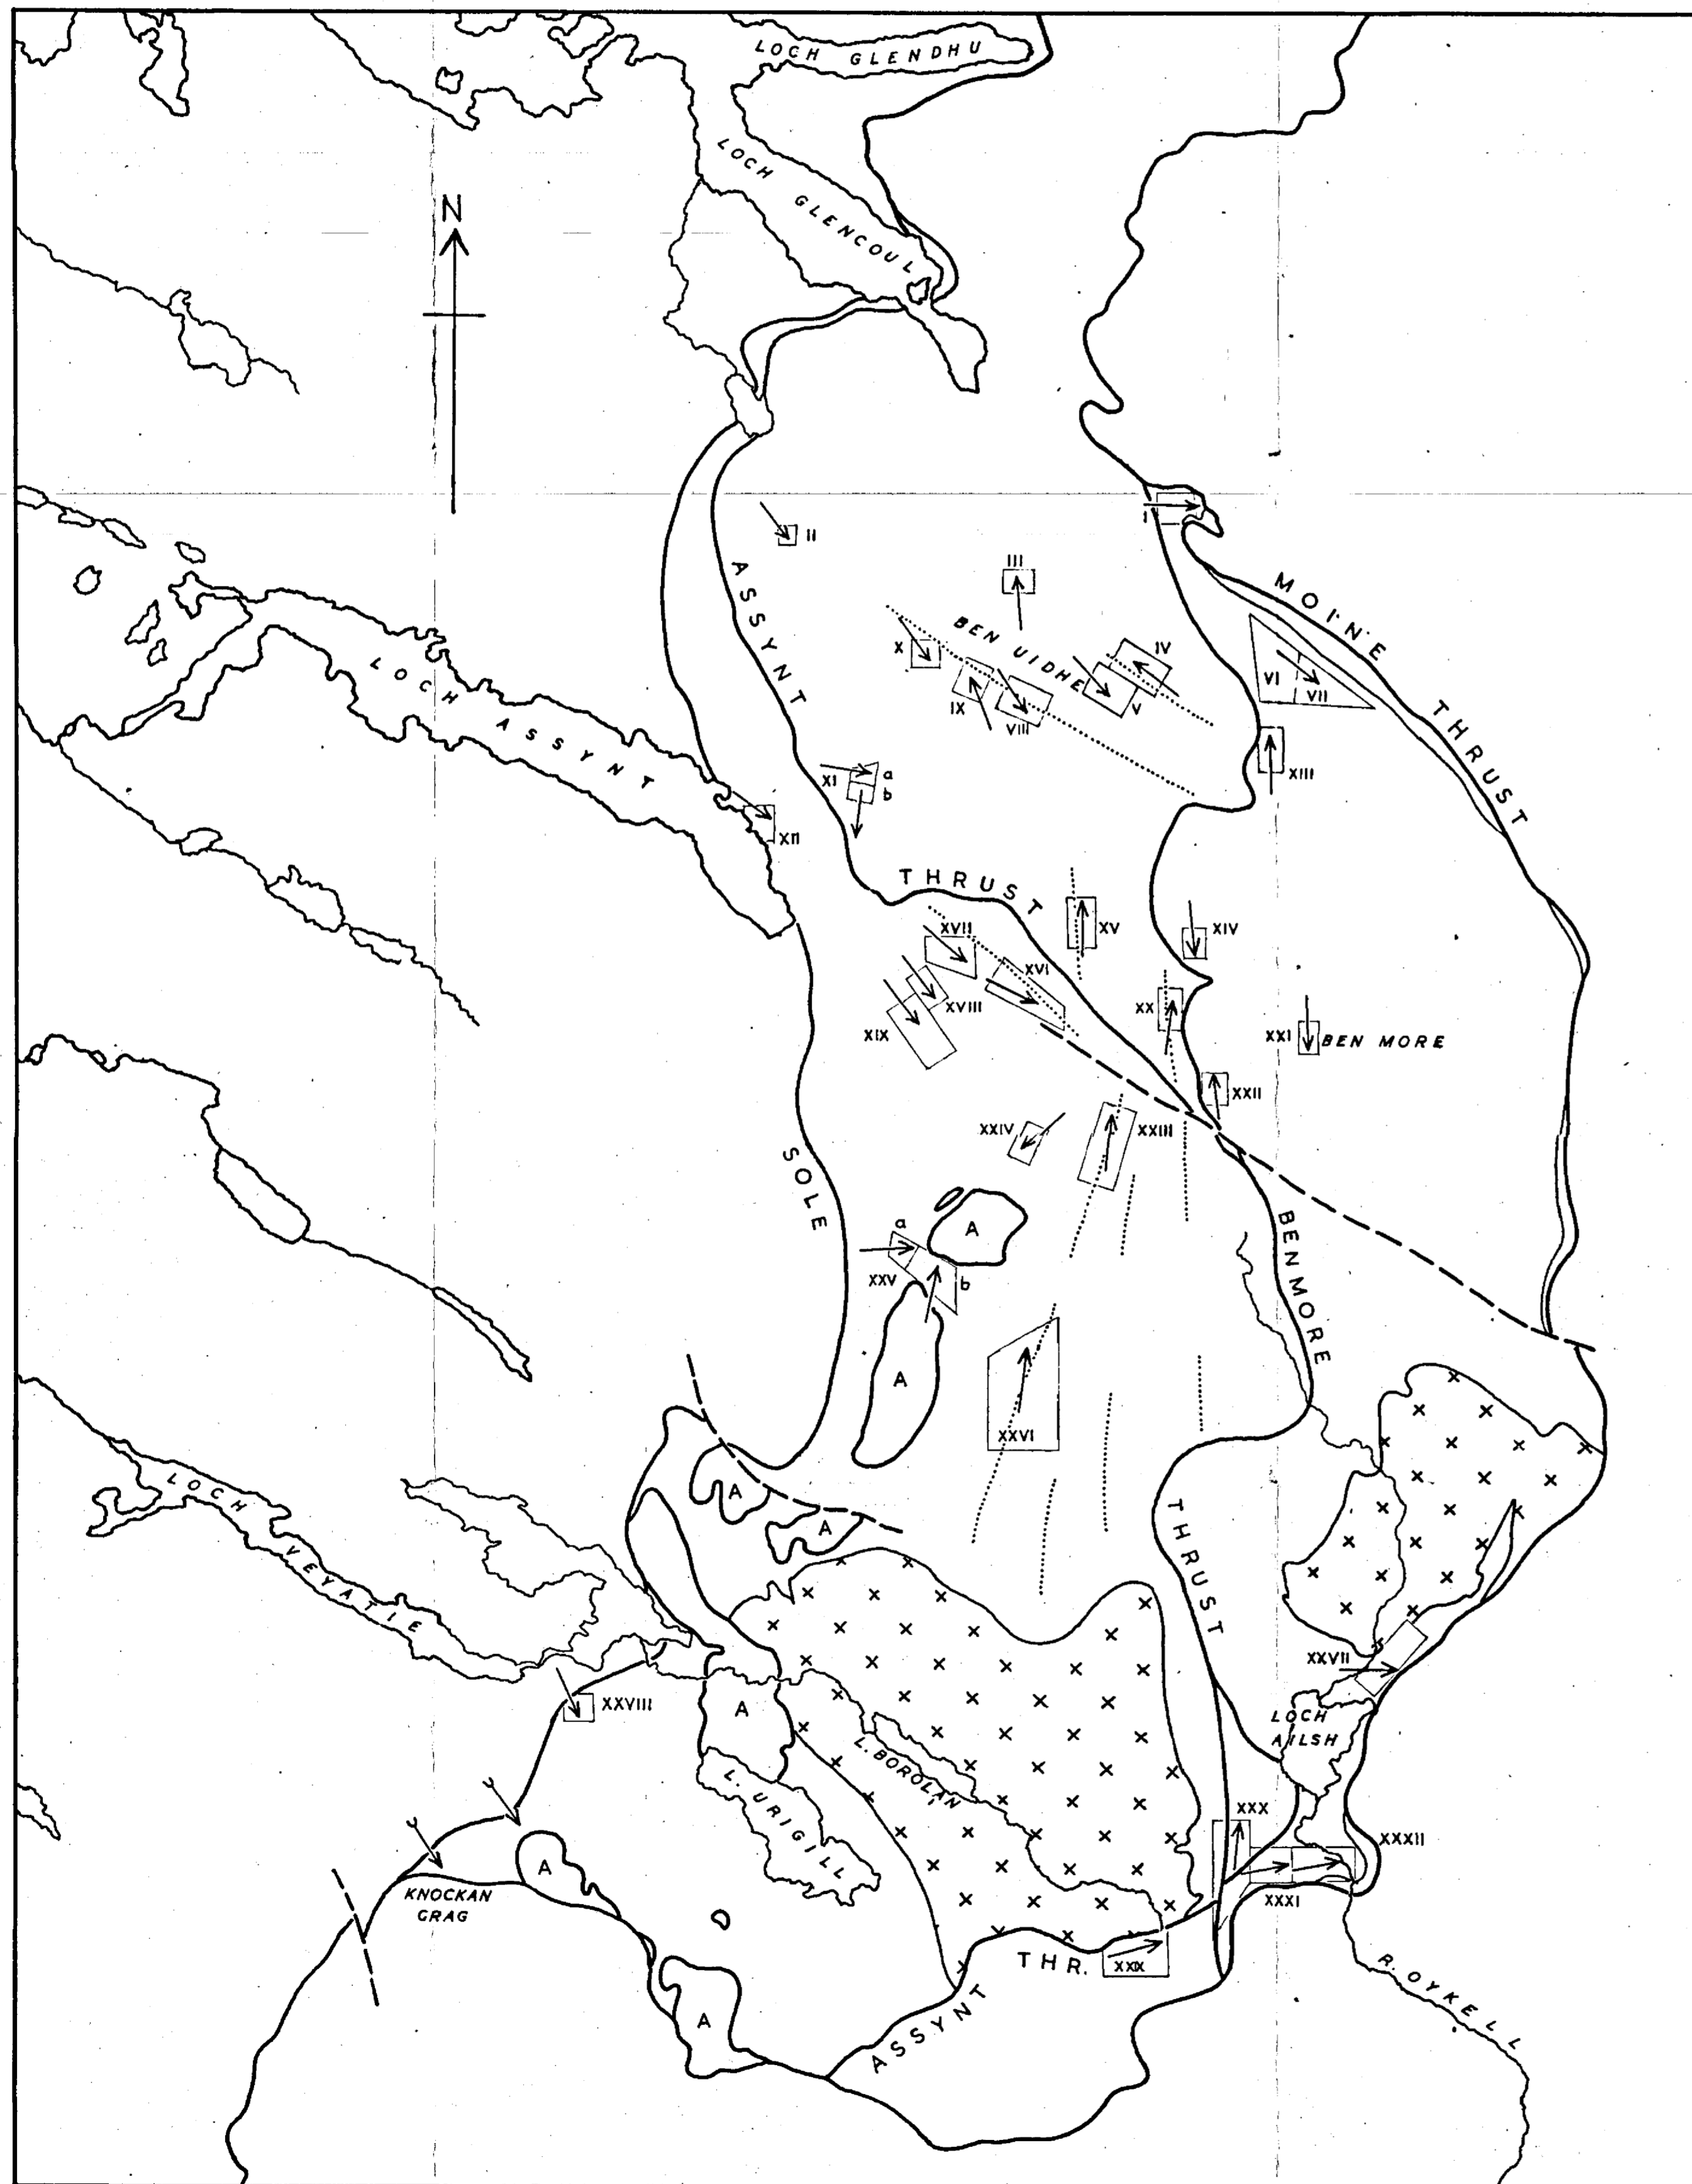 LOCH GLENDHU
LOCH GLENCOUL
N
I
II
ASSYNT
III
MOINE THRUST
BEN UIDHE
X
IV
IX
VIII
V
VI
VII
LOCH ASSYNT
XI
a
b
XIII
XII
THRUST
XVII
XV
XIV
XVI
XVIII
XIX
XX
XXI
BEN MORE
XXII
XXIV
XXIII
SOLE
a
A
XXV
b
BENMORE
A
XXVI
LOCH VEYATIE
A
A
THRUST
XXVII
XXVIII
A
LOCH
AILSH
L. BOROLAN
L. URIGILL
XXX
XXXII
A
KNOCKAN
CRAG
XXXI
THR.
XXIX
ASSYNT
A
R. OYKELL